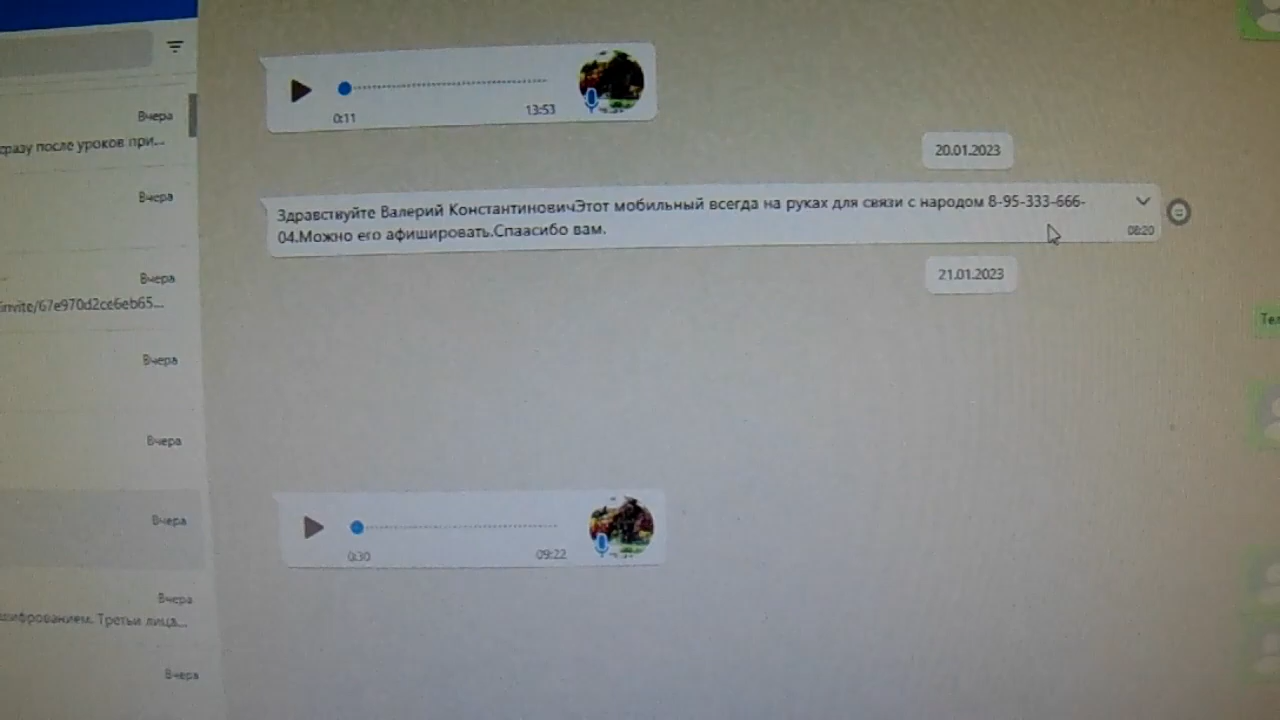 0:11
13:53
20.01.2023
Здравствуйте Валерий КонстантиновичЭтот мобильный всегда на руках для связи с народом 8-95-333-666-
04.Можно его афишировать.Спаасибо вам.
08:20
21.01.2023
0:30
09:22
Вчера
сразу после уроков при...
Вчера
Вчера
invite/67e970d2ce6eb65...
Вчера
Вчера
Вчера
Вчера
шифрованием. Третьи лица...
Вчера
Тел